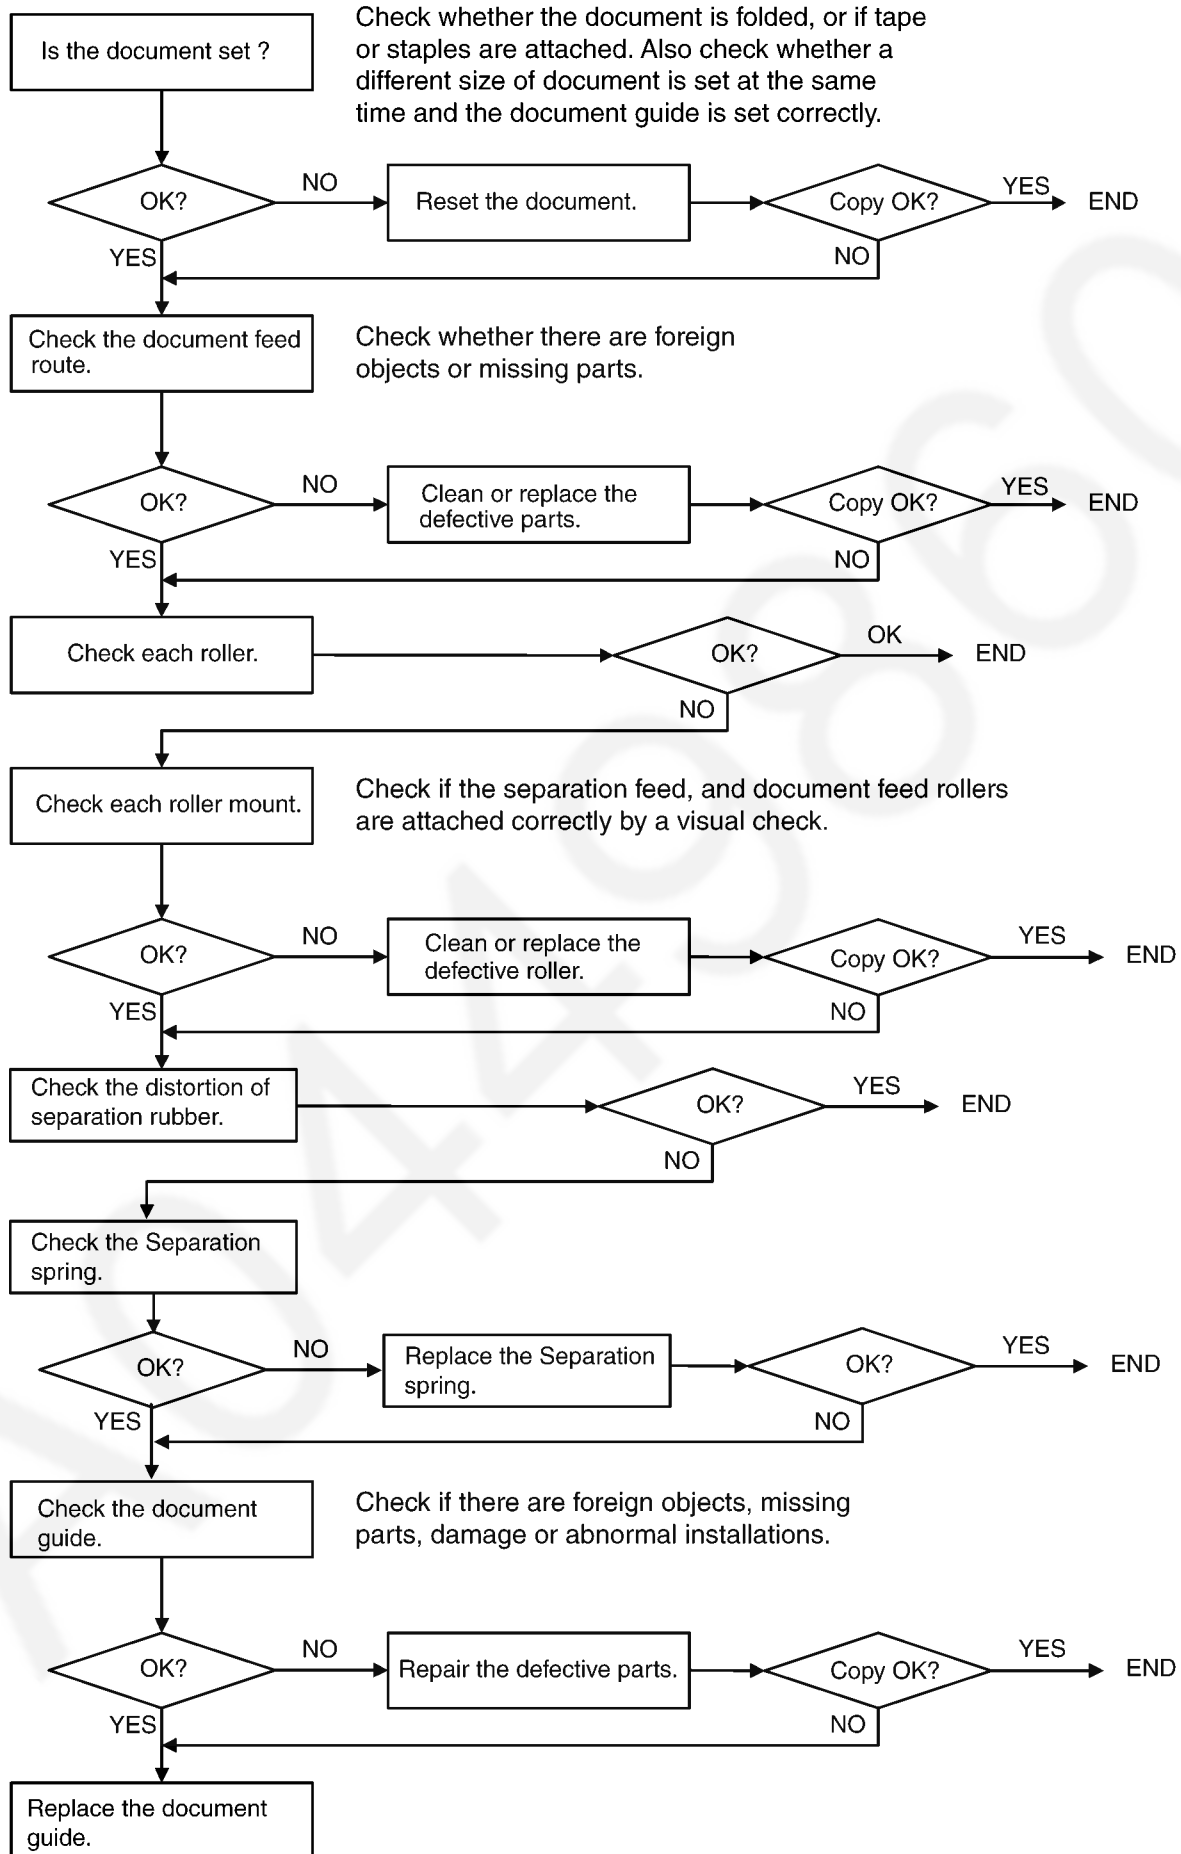 Is the document set ?
Check whether the document is folded, or if tape
or staples are attached. Also check whether a
different size of document is set at the same
time and the document guide is set correctly.
OK?
NO
Reset the document.
Copy OK?
YES
END
YES
NO
Check the document feed
route.
Check whether there are foreign
objects or missing parts.
OK?
NO
Clean or replace the
defective parts.
Copy OK?
YES
END
YES
NO
Check each roller.
OK?
OK
END
NO
Check each roller mount.
Check if the separation feed, and document feed rollers
are attached correctly by a visual check.
OK?
NO
Clean or replace the
defective roller.
Copy OK?
YES
END
YES
NO
Check the distortion of
separation rubber.
OK?
YES
END
NO
Check the Separation
spring.
OK?
NO
Replace the Separation
spring.
OK?
YES
END
YES
NO
Check the document
guide.
Check if there are foreign objects, missing
parts, damage or abnormal installations.
OK?
NO
Repair the defective parts.
Copy OK?
YES
END
YES
NO
Replace the document
guide.